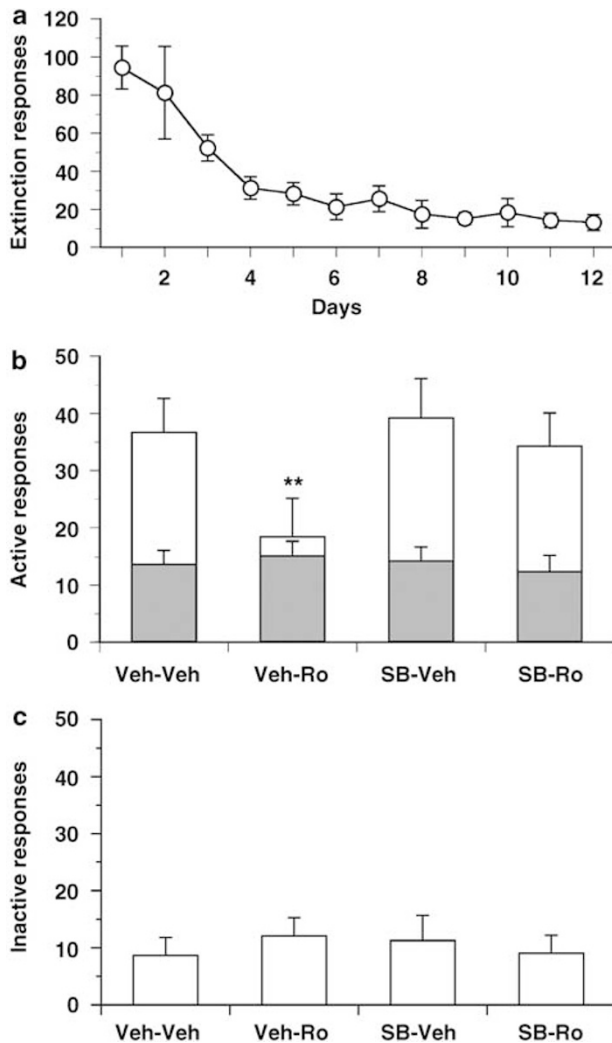 a
120
100
80
60
40
20
0
Extinction responses
2 4 6 8 10 12
Days
b
50
40
30
20
10
0
Active responses
**
Veh-Veh Veh-Ro SB-Veh SB-Ro
c
50
40
30
20
10
0
Inactive responses
Veh-Veh Veh-Ro SB-Veh SB-Ro